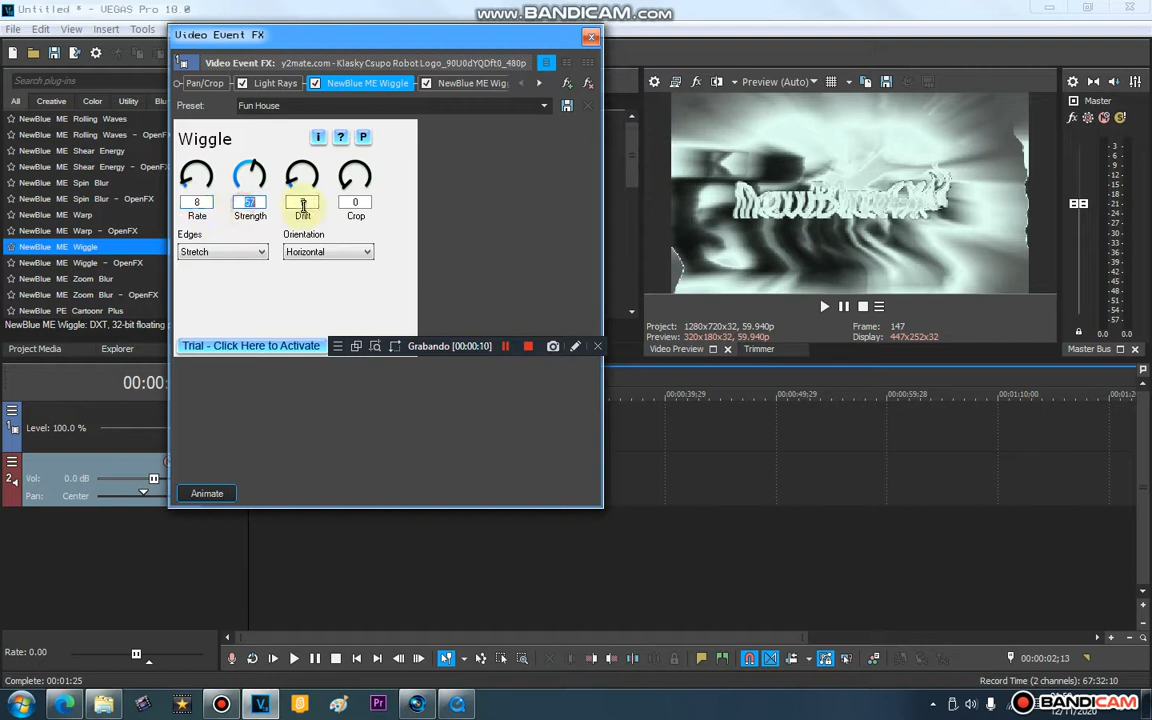 Untitled * - VEGAS Pro 18.0
www.BANDICAM.com
File Edit View Insert Tools
Video Event FX
Search plug-ins
Video Event FX: y2mate.com - Klasky Csupo Robot Logo_90U0dYQDft0_480p
All Creative Color Utility
Pan/Crop Light Rays NewBlue ME Wiggle NewBlue ME Wig
Preview (Auto)
Preset: Fun House
Master
NewBlue ME Rolling Waves
NewBlue ME Rolling Waves - OpenF
NewBlue ME Shear Energy
NewBlue ME Shear Energy - OpenF
NewBlue ME Spin Blur
NewBlue ME Spin Blur - OpenFX
NewBlue ME Warp
NewBlue ME Warp - OpenFX
NewBlue ME Wiggle
NewBlue ME Wiggle - OpenFX
NewBlue ME Zoom Blur
NewBlue ME Zoom Blur - OpenFX
NewBlue PE Cartoonr Plus
NewBlue ME Wiggle: DXT, 32-bit floating p
Wiggle i ? P
8 57 0
Rate Strength Drift Crop
Edges Orientation
Stretch Horizontal
Trial - Click Here to Activate
Grabando [00:00:10]
Animate
- 3 -
- 6 -
- 9 -
-12-
-15-
-18-
-21-
-24-
-27-
-30-
-33-
-36-
-39-
-42-
-45-
-48-
-51-
-54-
-57-
0.0 0.0
Project: 1280x720x32, 59.940p Frame: 147
Preview: 320x180x32, 59.940p Display: 447x252x32
Video Preview Trimmer
Master Bus
Project Media Explorer
00:00:
00:00:39;29 00:00:49;29 00:00:59;28 00:01:10;00 00:01:2
1
Level: 100.0 %
2
Vol: 0.0 dB
Pan: Center
Rate: 0.00
00:00:02;13
Complete: 00:01:25
Record Time (2 channels): 67:32:10
Pr
12/11/2020
BANDICAM